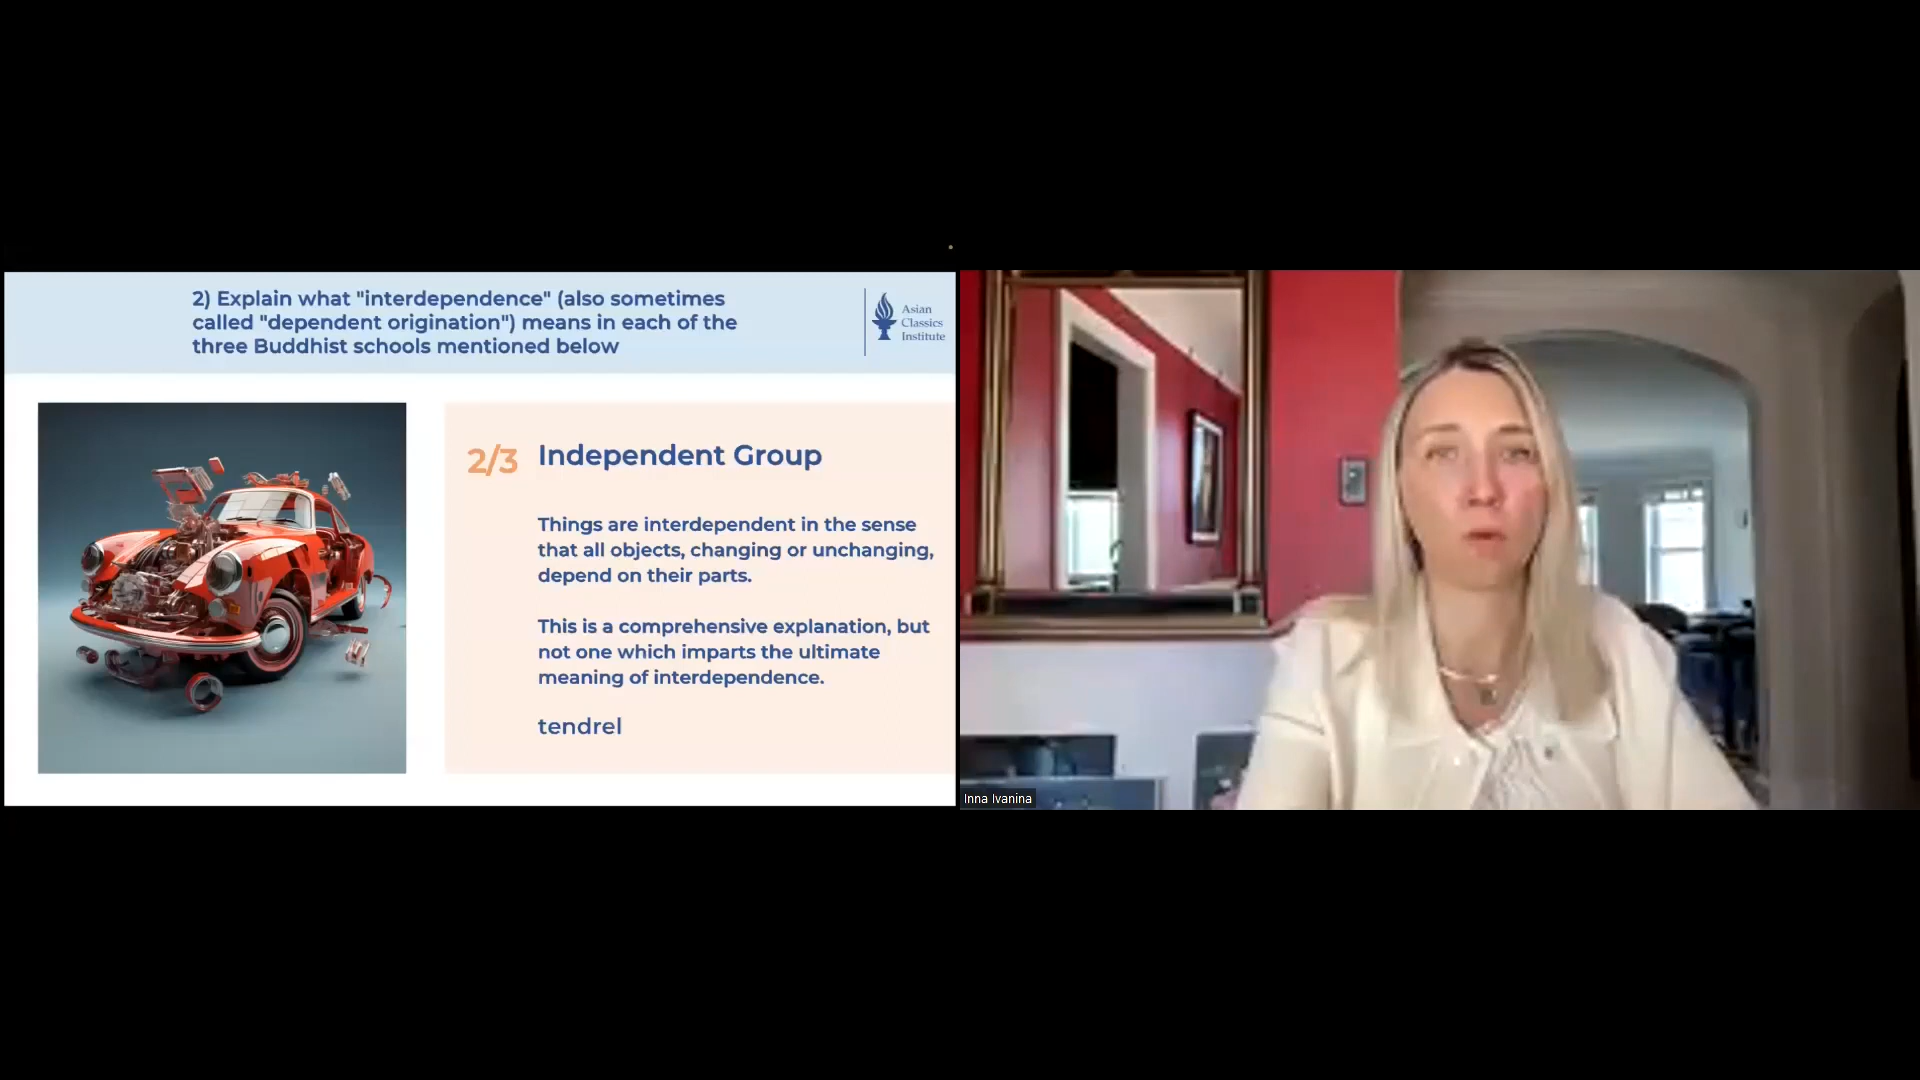 2) Explain what "interdependence" (also sometimes
called "dependent origination") means in each of the
three Buddhist schools mentioned below
Asian
Classics
Institute
2/3 Independent Group
Things are interdependent in the sense
that all objects, changing or unchanging,
depend on their parts.
This is a comprehensive explanation, but
not one which imparts the ultimate
meaning of interdependence.
tendrel
Inna Ivanina